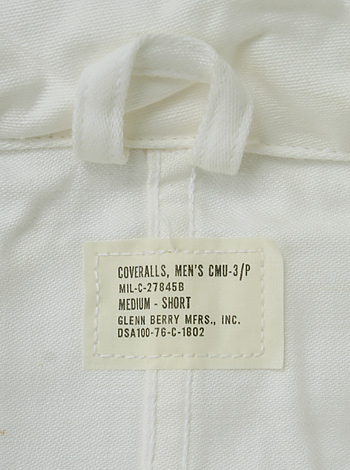 COVERALLS, MEN'S CMU-3/P
MIL-C-27845B
MEDIUM - SHORT
GLENN BERRY MFRS., INC.
DSA100-76-C-1802